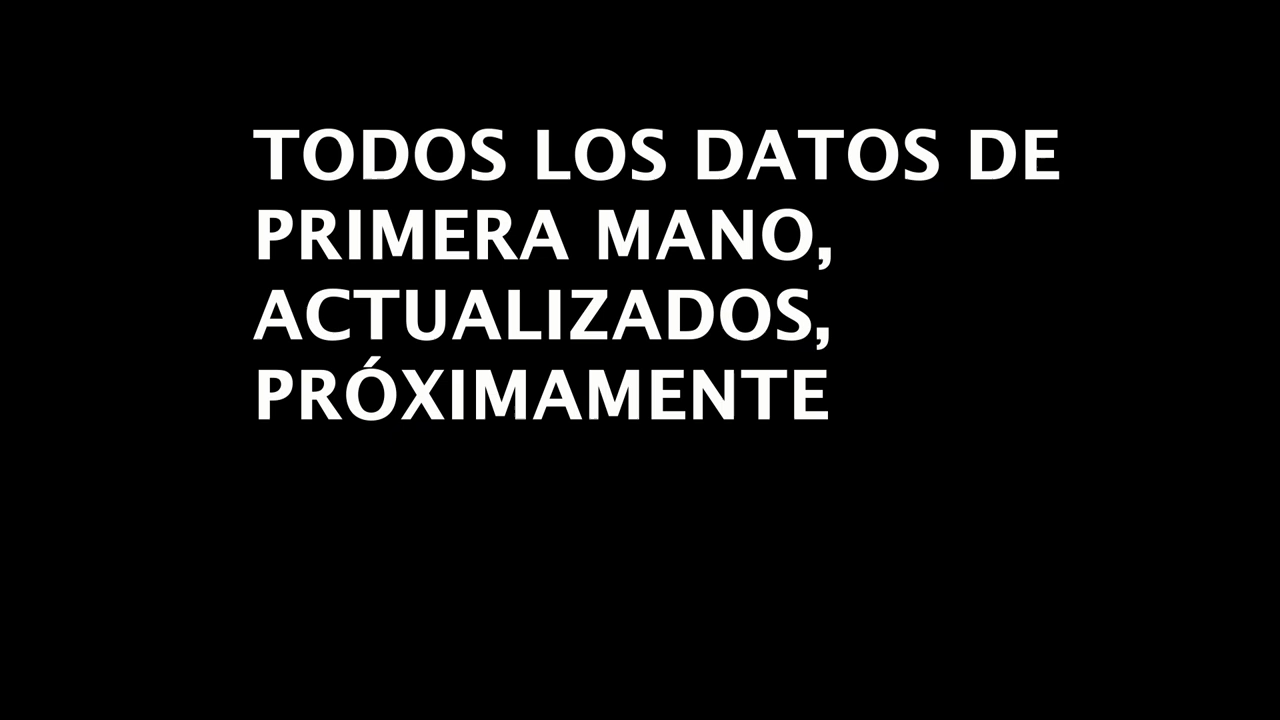 TODOS LOS DATOS DE
PRIMERA MANO,
ACTUALIZADOS,
PRÓXIMAMENTE